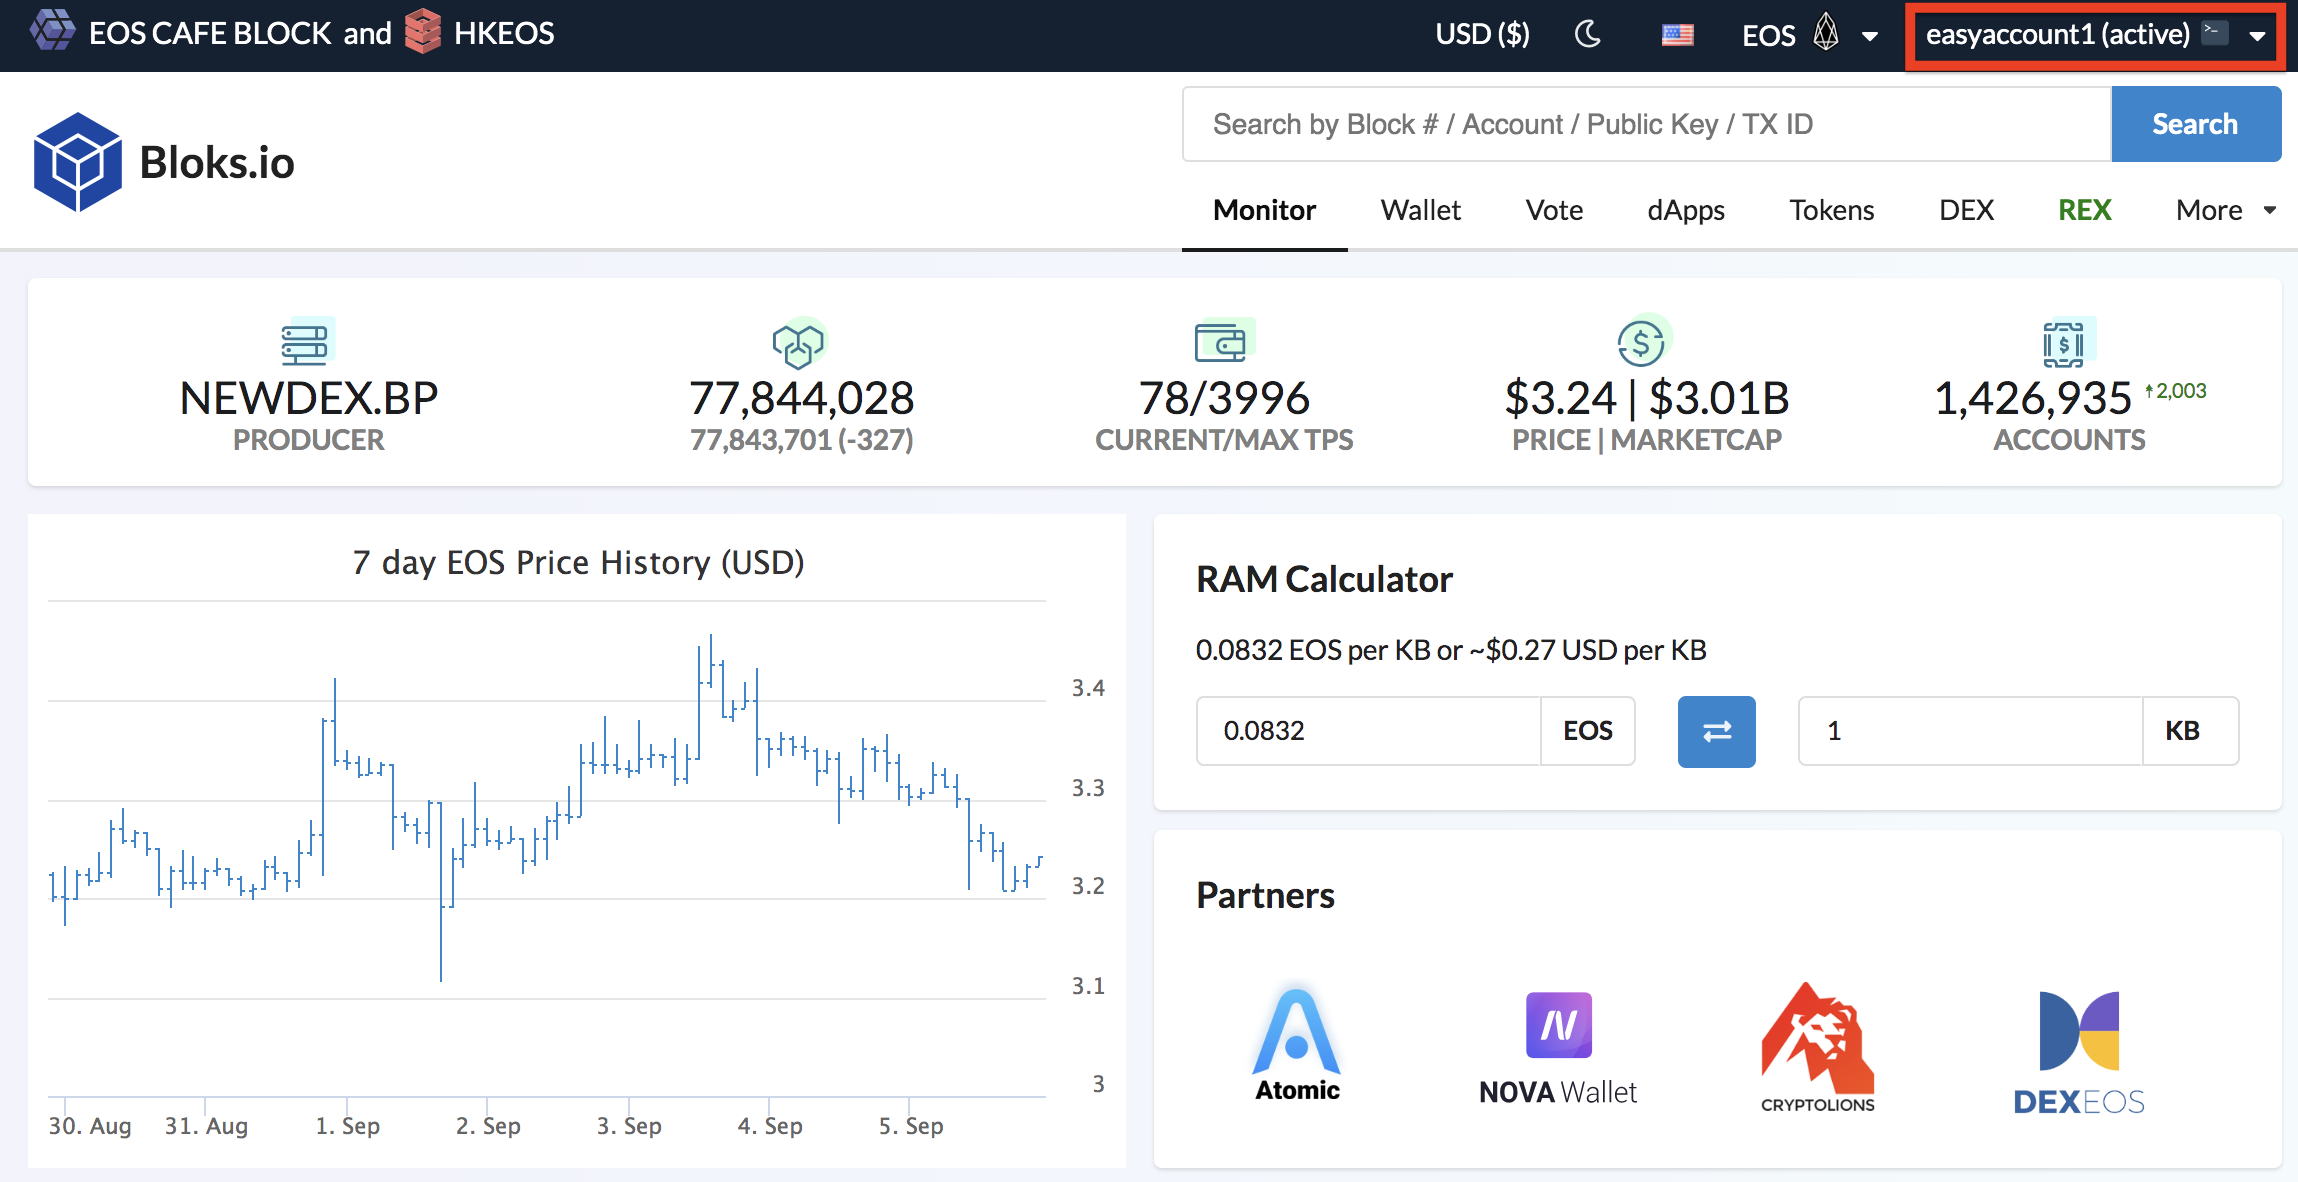 EOS CAFE BLOCK and HKEOS
USD ($)
EOS
easyaccount1 (active) >_
Bloks.io
Search by Block # / Account / Public Key / TX ID
Search
Monitor Wallet Vote dApps Tokens DEX REX More
NEWDEX.BP
PRODUCER
77,844,028
77,843,701 (-327)
78/3996
CURRENT/MAX TPS
$3.24 | $3.01B
PRICE | MARKETCAP
1,426,935 2,003
ACCOUNTS
7 day EOS Price History (USD)
3.4
3.3
3.2
3.1
3
30. Aug 31. Aug 1. Sep 2. Sep 3. Sep 4. Sep 5. Sep
RAM Calculator
0.0832 EOS per KB or ~$0.27 USD per KB
0.0832 EOS
1 KB
Partners
Atomic
NOVA Wallet
CRYPTOLIONS
DEXEOS